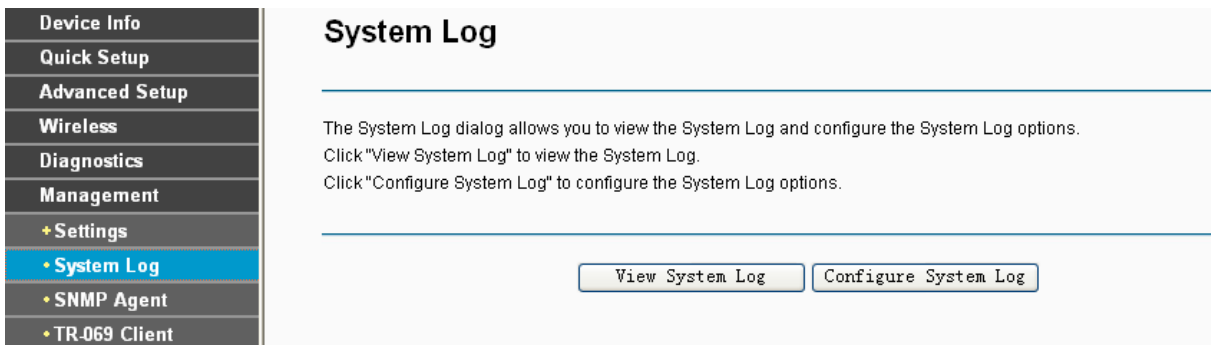 Device Info
Quick Setup
Advanced Setup
Wireless
Diagnostics
Management
+Settings
•System Log
•SNMP Agent
•TR-069 Client
System Log
The System Log dialog allows you to view the System Log and configure the System Log options.
Click "View System Log" to view the System Log.
Click "Configure System Log" to configure the System Log options.
View System Log
Configure System Log